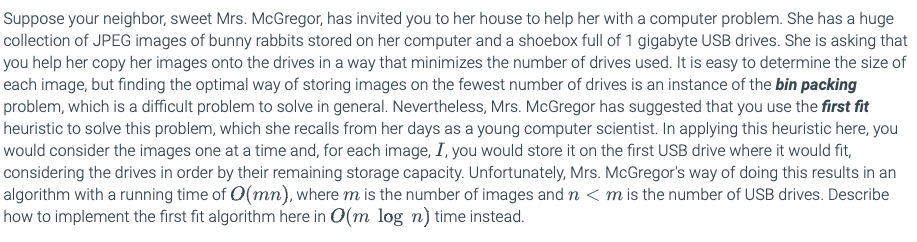 Suppose your neighbor, sweet Mrs. McGregor, has invited you to her house to help her with a computer problem. She has a huge
collection of JPEG images of bunny rabbits stored on her computer and a shoebox full of 1 gigabyte USB drives. She is asking that
you help her copy her images onto the drives in a way that minimizes the number of drives used. It is easy to determine the size of
each image, but finding the optimal way of storing images on the fewest number of drives is an instance of the bin packing
problem, which is a difficult problem to solve in general. Nevertheless, Mrs. McGregor has suggested that you use the first fit
heuristic to solve this problem, which she recalls from her days as a young computer scientist. In applying this heuristic here, you
would consider the images one at a time and, for each image, I, you would store it on the first USB drive where it would fit,
considering the drives in order by their remaining storage capacity. Unfortunately, Mrs. McGregor's way of doing this results in an
algorithm with a running time of O(mn), where m is the number of images and n < m is the number of USB drives. Describe
how to implement the first fit algorithm here in O(m log n) time instead.